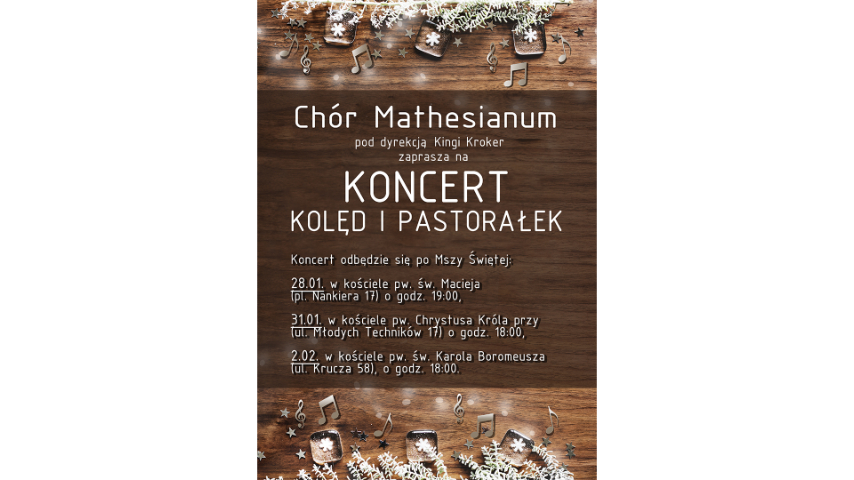 Chór Mathesianum
pod dyrekcją Kingi Kroker
zaprasza na
KONCERT
KOLĘD I PASTORAŁEK
Koncert odbędzie się po Mszy Świętej:
28.01. w kościele pw. św. Macieja
(pl. Nankiera 17) o godz. 19:00,
31.01. w kościele pw. Chrystusa Króla przy
(ul. Młodych Techników 17) o godz. 18:00,
2.02. w kościele pw. św. Karola Boromeusza
(ul. Krucza 58), o godz. 18:00.